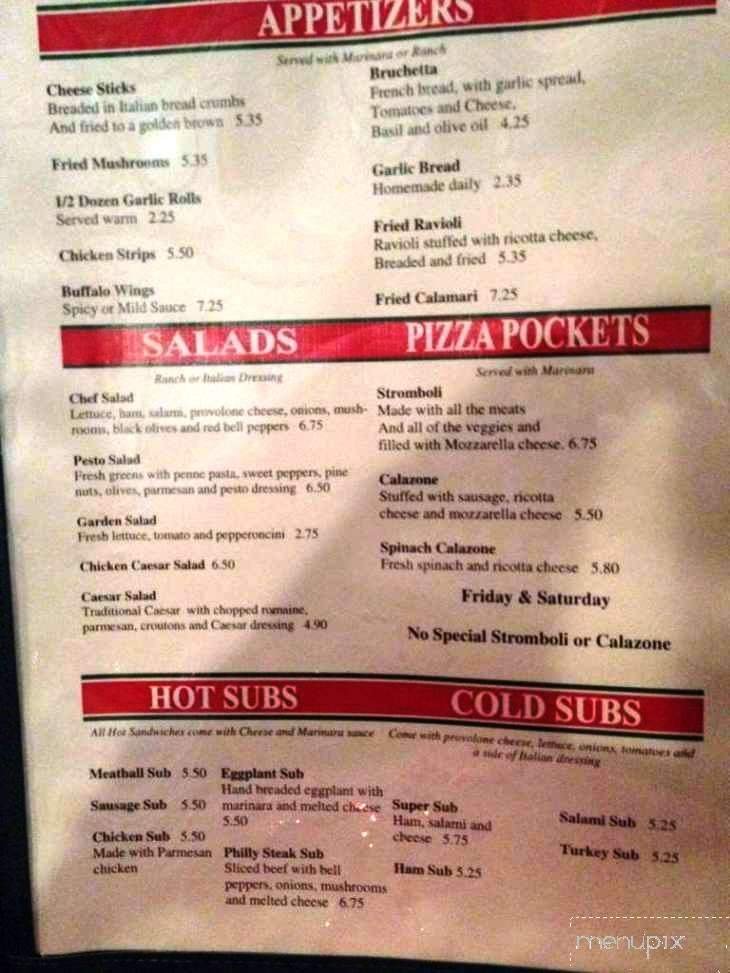 APPETIZERS
Served with Marinara or Ranch
Cheese Sticks
Breaded in Italian bread crumbs
And fried to a golden brown 5.35
Fried Mushrooms 5.35
1/2 Dozen Garlic Rolls
Served warm 2.25
Chicken Strips 5.50
Buffalo Wings
Spicy or Mild Sauce 7.25
Bruchetta
French bread, with garlic spread,
Tomatoes and Cheese,
Basil and olive oil 4.25
Garlic Bread
Homemade daily 2.35
Fried Ravioli
Ravioli stuffed with ricotta cheese,
Breaded and fried 5.35
Fried Calamari 7.25
SALADS
Ranch or Italian Dressing
Chef Salad
Lettuce, ham, salami, provolone cheese, onions, mush-
rooms, black olives and red bell peppers 6.75
Pesto Salad
Fresh greens with penne pasta, sweet peppers, pine
nuts, olives, parmesan and pesto dressing 6.50
Garden Salad
Fresh lettuce, tomato and pepperoncini 2.75
Chicken Caesar Salad 6.50
Caesar Salad
Traditional Caesar with chopped romaine,
parmesan, croutons and Caesar dressing 4.90
PIZZA POCKETS
Served with Marinara
Stromboli
Made with all the meats
And all of the veggies and
filled with Mozzarella cheese. 6.75
Calazone
Stuffed with sausage, ricotta
cheese and mozzarella cheese 5.50
Spinach Calazone
Fresh spinach and ricotta cheese 5.80
Friday & Saturday
No Special Stromboli or Calazone
HOT SUBS
All Hot Sandwiches come with Cheese and Marinara sauce
Meatball Sub 5.50
Sausage Sub 5.50
Chicken Sub 5.50
Made with Parmesan
chicken
Eggplant Sub
Hand breaded eggplant with
marinara and melted cheese
5.50
Philly Steak Sub
Sliced beef with bell
peppers, onions, mushrooms
and melted cheese 6.75
COLD SUBS
Come with provolone cheese, lettuce, onions, tomatoes and
a side of Italian dressing
Super Sub
Ham, salami and
cheese 5.75
Ham Sub 5.25
Salami Sub 5.25
Turkey Sub 5.25
menupix